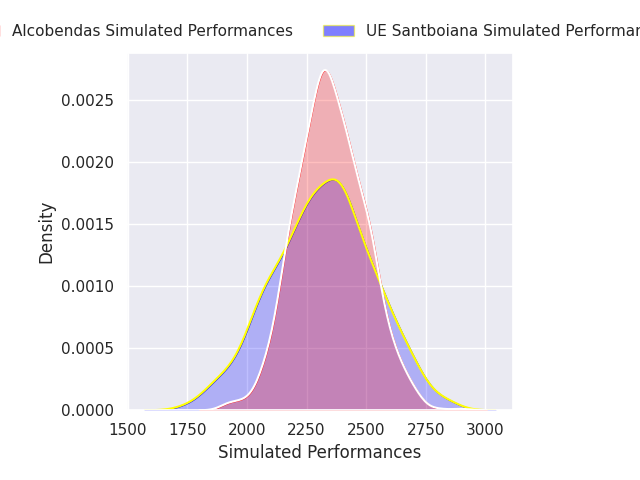 Alcobendas Simulated Performances
UE Santboiana Simulated
Density
0.0025
0.0020
0.0015
0.0010
0.0005
0.0000
1500 1750 2000 2250 2500 2750 3000
Simulated Performances